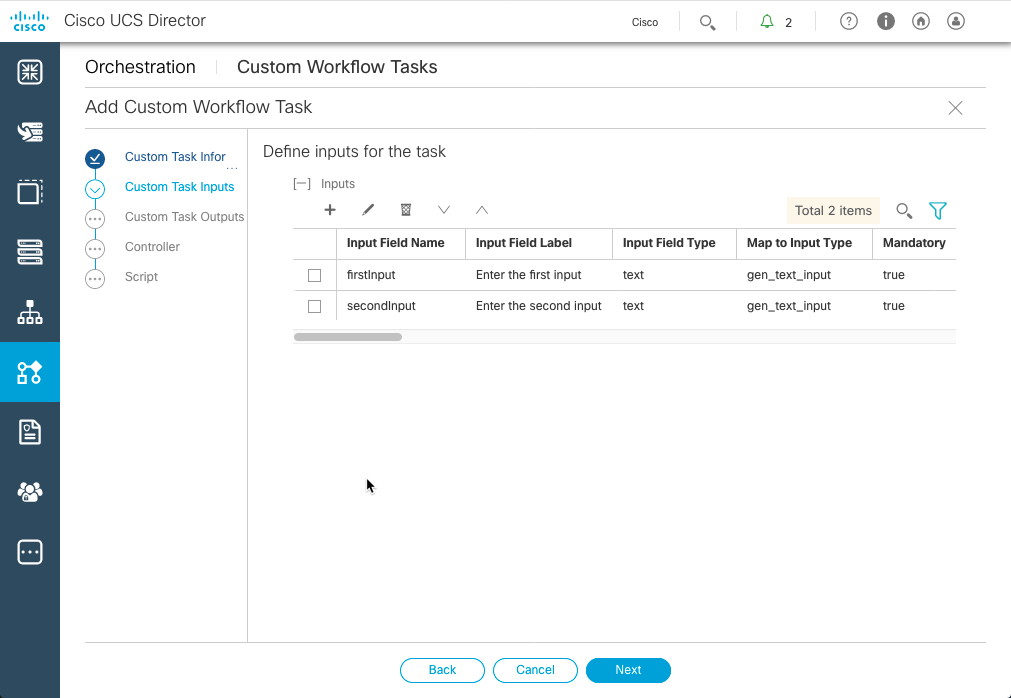 CISCO
Cisco UCS Director
Cisco
2
Orchestration
Custom Workflow Tasks
Add Custom Workflow Task
Custom Task Infor...
Custom Task Inputs
Custom Task Outputs
Controller
Script
Define inputs for the task
[—] Inputs
Total 2 items
Input Field Name Input Field Label Input Field Type Map to Input Type Mandatory
firstInput Enter the first input text gen_text_input true
secondInput Enter the second input text gen_text_input true
Back Cancel Next